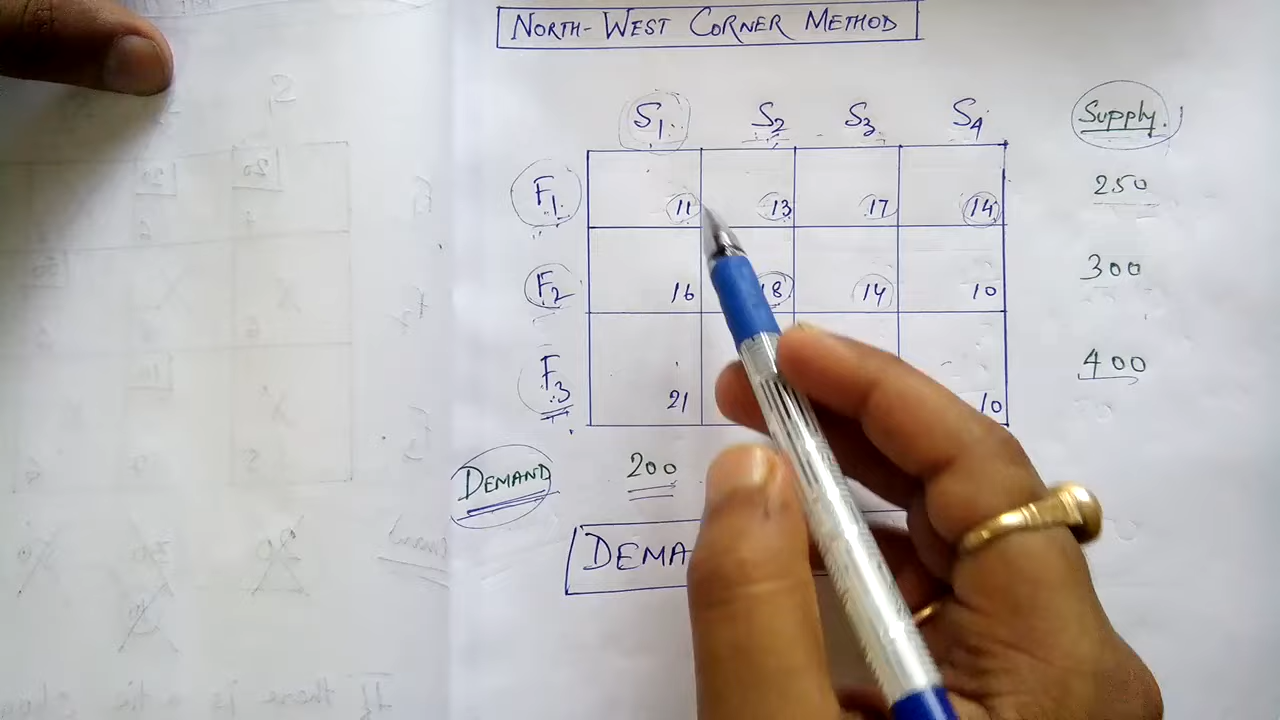 NORTH-WEST CORNER METHOD
S1 S2 S3 S4 Supply
F1 11 13 17 14 250
F2 16 18 14 10 300
F3 21 10 400
DEMAND 200
DEMA